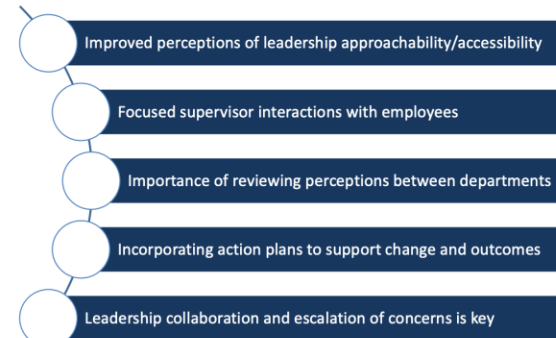 Improved perceptions of leadership approachability/accessibility
Focused supervisor interactions with employees
Importance of reviewing perceptions between departments
Incorporating action plans to support change and outcomes
Leadership collaboration and escalation of concerns is key